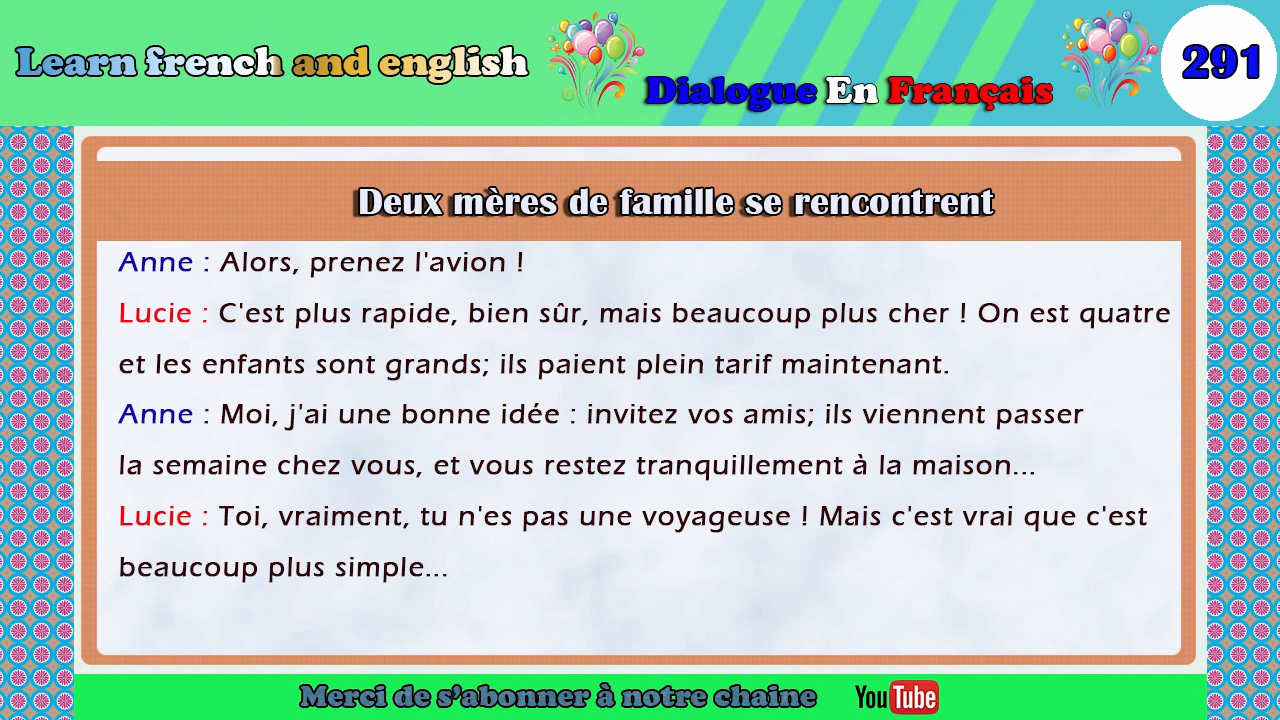 Learn french and english
Dialogue En Français
291
Deux mères de famille se rencontrent
Anne : Alors, prenez l'avion !
Lucie : C'est plus rapide, bien sûr, mais beaucoup plus cher ! On est quatre
et les enfants sont grands; ils paient plein tarif maintenant.
Anne : Moi, j'ai une bonne idée : invitez vos amis; ils viennent passer
la semaine chez vous, et vous restez tranquillement à la maison...
Lucie : Toi, vraiment, tu n'es pas une voyageuse ! Mais c'est vrai que c'est
beaucoup plus simple...
Merci de s'abonner à notre chaine
YouTube